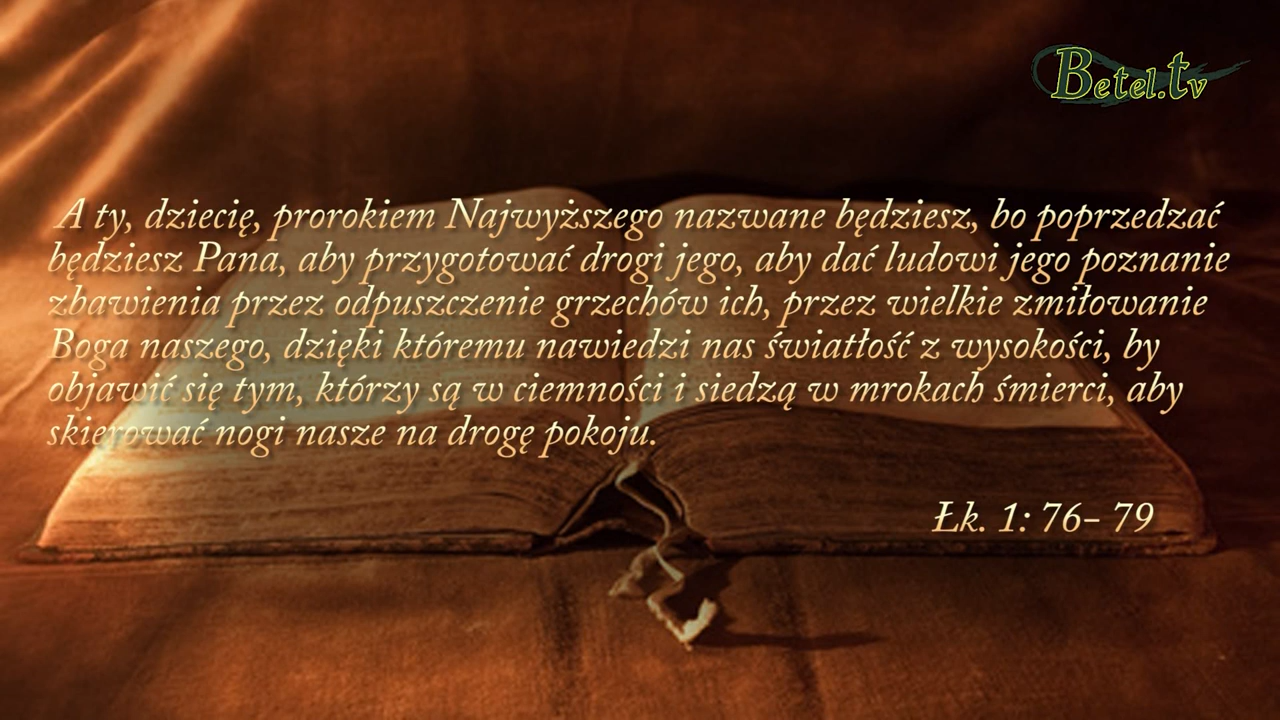 Betel.tv
A ty, dziecię, prorokiem Najwyższego nazwane będziesz, bo poprzedzać
będziesz Pana, aby przygotować drogi jego, aby dać ludowi jego poznanie
zbawienia przez odpuszczenie grzechów ich, przez wielkie zmiłowanie
Boga naszego, dzięki któremu nawiedzi nas światłość z wysokości, by
objawić się tym, którzy są w ciemności i siedzą w mrokach śmierci, aby
skierować nogi nasze na drogę pokoju.
Łk. 1: 76- 79